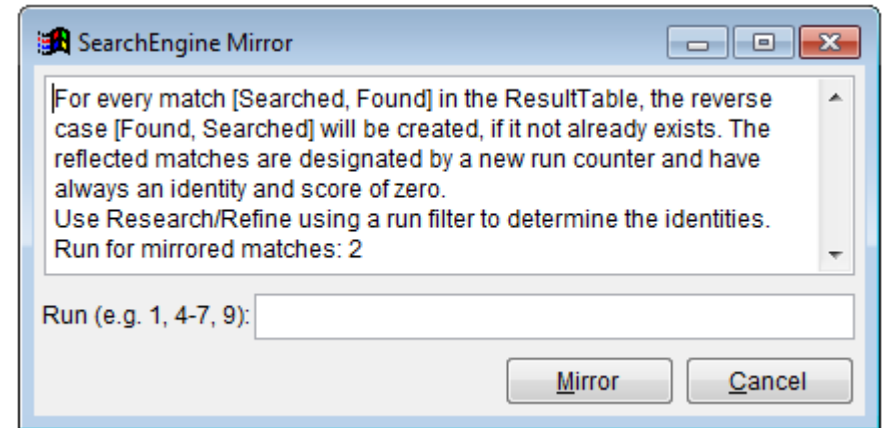 SearchEngine Mirror
For every match [Searched, Found] in the ResultTable, the reverse
case [Found, Searched] will be created, if it not already exists. The
reflected matches are designated by a new run counter and have
always an identity and score of zero.
Use Research/Refine using a run filter to determine the identities.
Run for mirrored matches: 2
Run (e.g. 1, 4-7, 9):
Mirror
Cancel